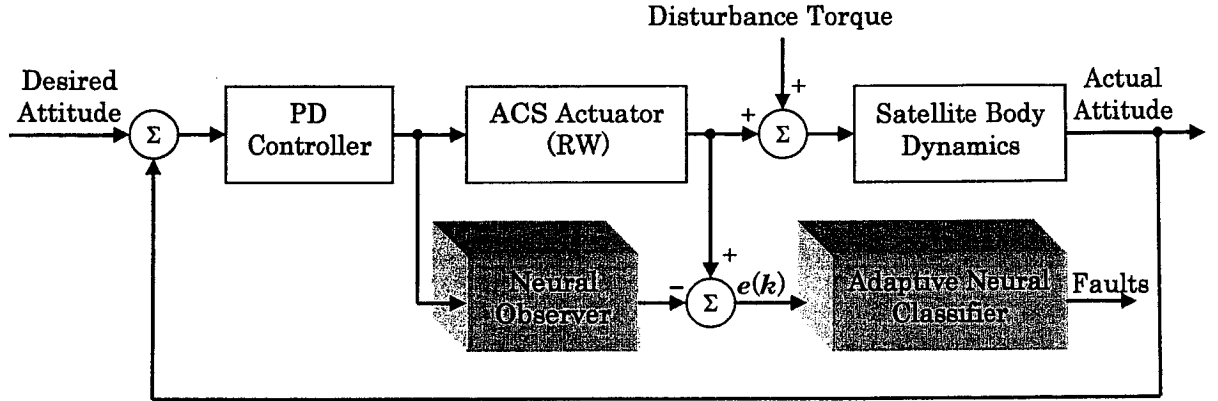 Disturbance Torque
Desired
Attitude
Σ
PD
Controller
ACS Actuator
(RW)
+
+
Σ
Satellite Body
Dynamics
Actual
Attitude
Neural
Observer
−
+
Σ
e(k)
Adaptive Neural
Classifier
Faults